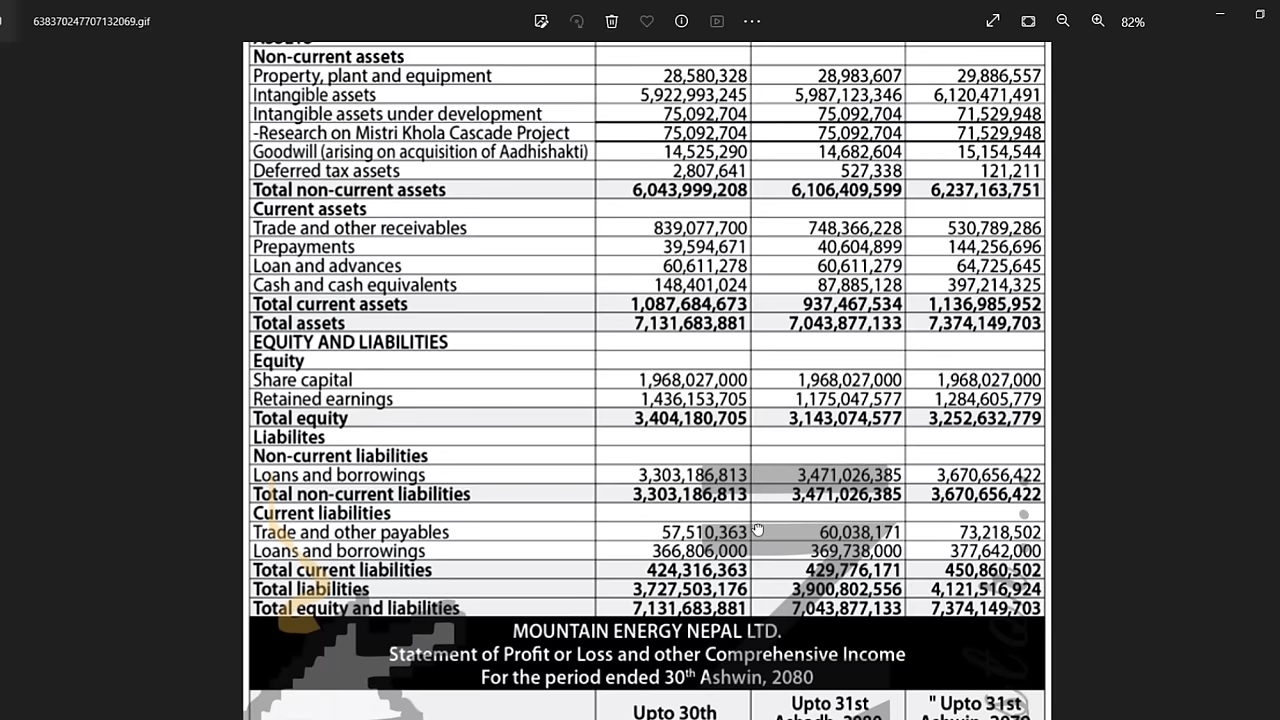 638370247707132069.gif
82%
Non-current assets
Property, plant and equipment 28,580,328 28,983,607 29,886,557
Intangible assets 5,922,993,245 5,987,123,346 6,120,471,491
Intangible assets under development 75,092,704 75,092,704 71,529,948
-Research on Mistri Khola Cascade Project 75,092,704 75,092,704 71,529,948
Goodwill (arising on acquisition of Aadhishakti) 14,525,290 14,682,604 15,154,544
Deferred tax assets 2,807,641 527,338 121,211
Total non-current assets 6,043,999,208 6,106,409,599 6,237,163,751
Current assets
Trade and other receivables 839,077,700 748,366,228 530,789,286
Prepayments 39,594,671 40,604,899 144,256,696
Loan and advances 60,611,278 60,611,279 64,725,645
Cash and cash equivalents 148,401,024 87,885,128 397,214,325
Total current assets 1,087,684,673 937,467,534 1,136,985,952
Total assets 7,131,683,881 7,043,877,133 7,374,149,703
EQUITY AND LIABILITIES
Equity
Share capital 1,968,027,000 1,968,027,000 1,968,027,000
Retained earnings 1,436,153,705 1,175,047,577 1,284,605,779
Total equity 3,404,180,705 3,143,074,577 3,252,632,779
Liabilites
Non-current liabilities
Loans and borrowings 3,303,186,813 3,471,026,385 3,670,656,422
Total non-current liabilities 3,303,186,813 3,471,026,385 3,670,656,422
Current liabilities
Trade and other payables 57,510,363 60,038,171 73,218,502
Loans and borrowings 366,806,000 369,738,000 377,642,000
Total current liabilities 424,316,363 429,776,171 450,860,502
Total liabilities 3,727,503,176 3,900,802,556 4,121,516,924
Total equity and liabilities 7,131,683,881 7,043,877,133 7,374,149,703
MOUNTAIN ENERGY NEPAL LTD.
Statement of Profit or Loss and other Comprehensive Income
For the period ended 30th Ashwin, 2080
Upto 30th Upto 31st " Upto 31st